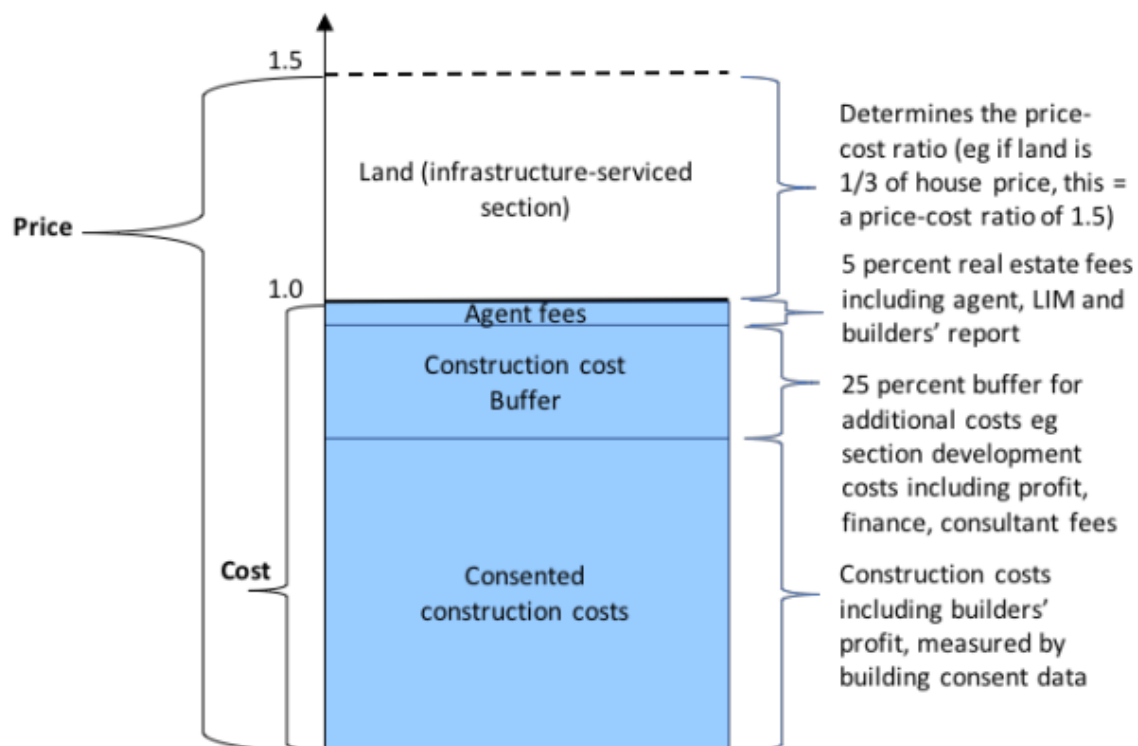 1.5
Land (infrastructure-serviced
section)
Determines the price-
cost ratio (eg if land is
1/3 of house price, this =
a price-cost ratio of 1.5)
Price
1.0
Agent fees
5 percent real estate fees
including agent, LIM and
builders' report
Construction cost
Buffer
25 percent buffer for
additional costs eg
section development
costs including profit,
finance, consultant fees
Cost
Consented
construction costs
Construction costs
including builders'
profit, measured by
building consent data